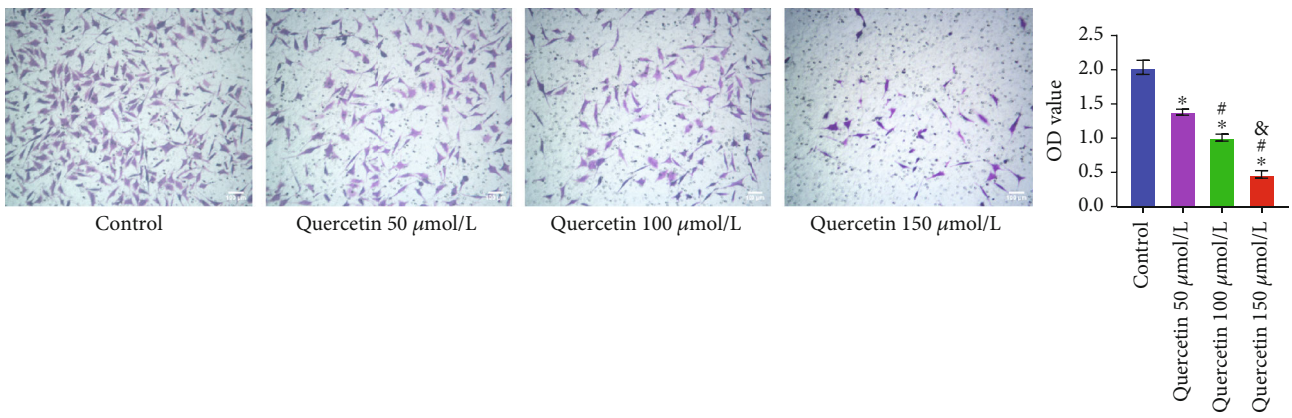 Control
Quercetin 50 μmol/L
Quercetin 100 μmol/L
Quercetin 150 μmol/L
OD value
2.5
2.0
1.5
1.0
0.5
0.0
*
#
*
&
#
*
Control
Quercetin 50 μmol/L
Quercetin 100 μmol/L
Quercetin 150 μmol/L